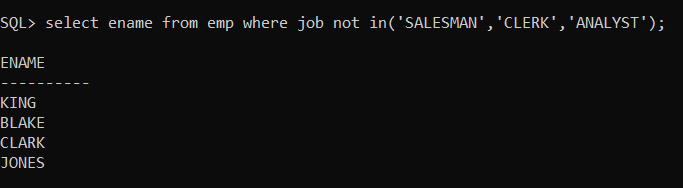 SQL> select ename from emp where job not in('SALESMAN','CLERK','ANALYST');
ENAME
----------
KING
BLAKE
CLARK
JONES